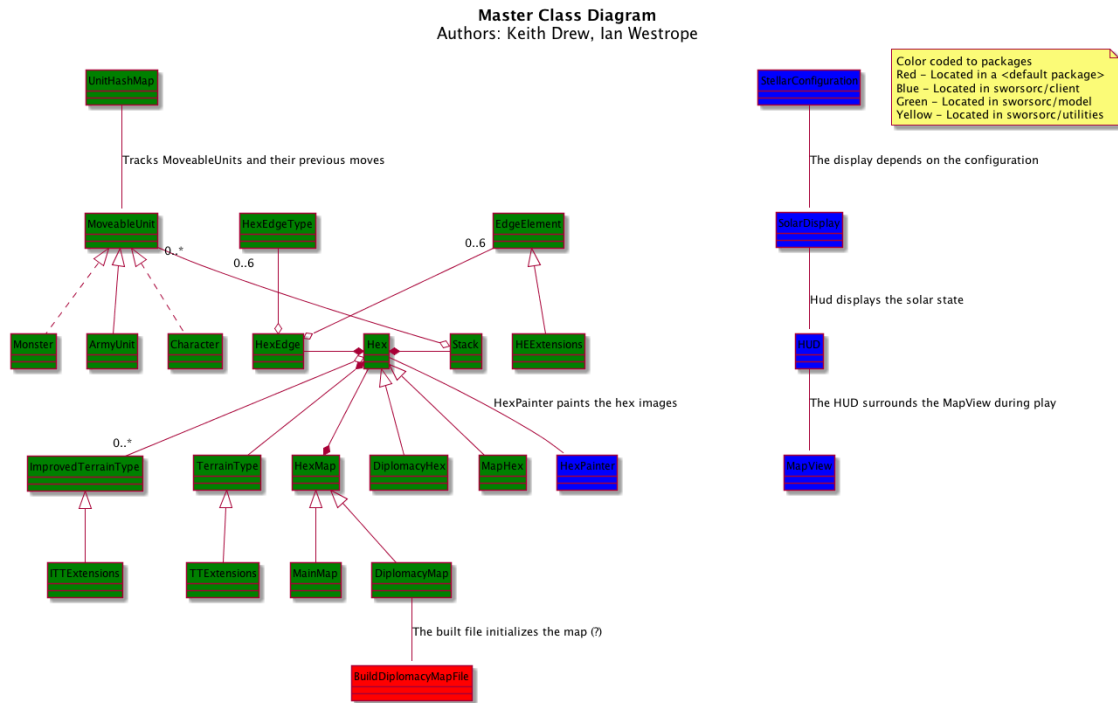 Master Class Diagram
Authors: Keith Drew, Ian Westrope
UnitHashMap
StellarConfiguration
Color coded to packages
Red - Located in a <default package>
Blue - Located in sworsorc/client
Green - Located in sworsorc/model
Yellow - Located in sworsorc/utilities
Tracks MoveableUnits and their previous moves
The display depends on the configuration
MoveableUnit
HexEdgeType
EdgeElement
solarDisplay
0..*
0..6
0..6
Hud displays the solar state
Monster
ArmyUnit
Character
HexEdge
Hex
Stack
HEExtensions
HUD
HexPainter paints the hex images
The HUD surrounds the MapView during play
0..*
ImprovedTerrainType
TerrainType
HexMap
DiplomacyHex
MapHex
HexPainter
MapView
ITTExtensions
TTExtensions
MainMap
DiplomacyMap
The built file initializes the map (?)
BuildDiplomacyMapFile